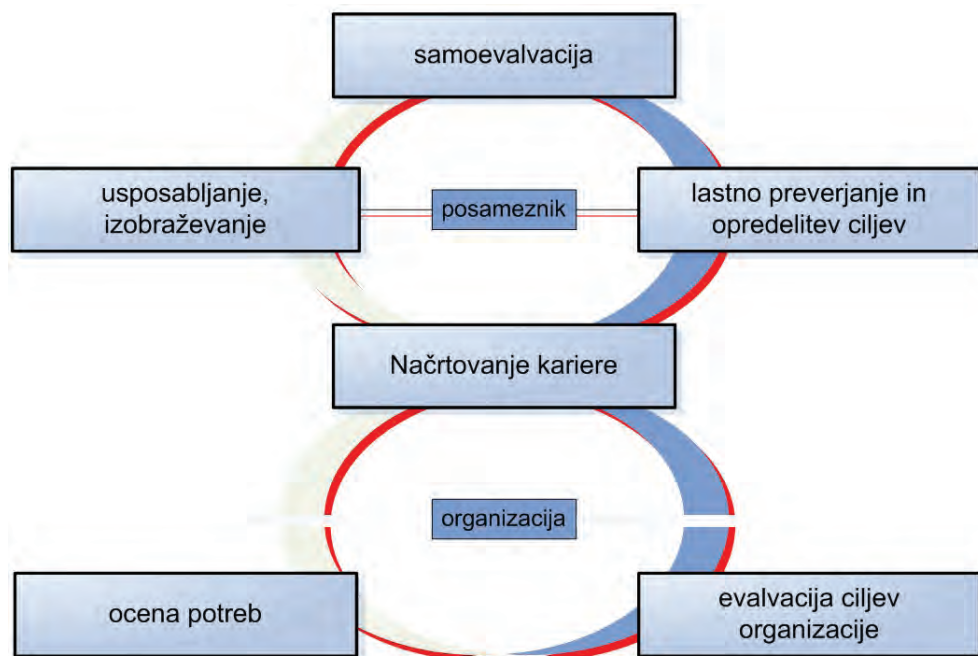 samoevalvacija
usposabljanje,
izobraževanje
posameznik
lastno preverjanje in
opredelitev ciljev
Načrtovanje kariere
organizacija
ocena potreb
evalvacija ciljev
organizacije